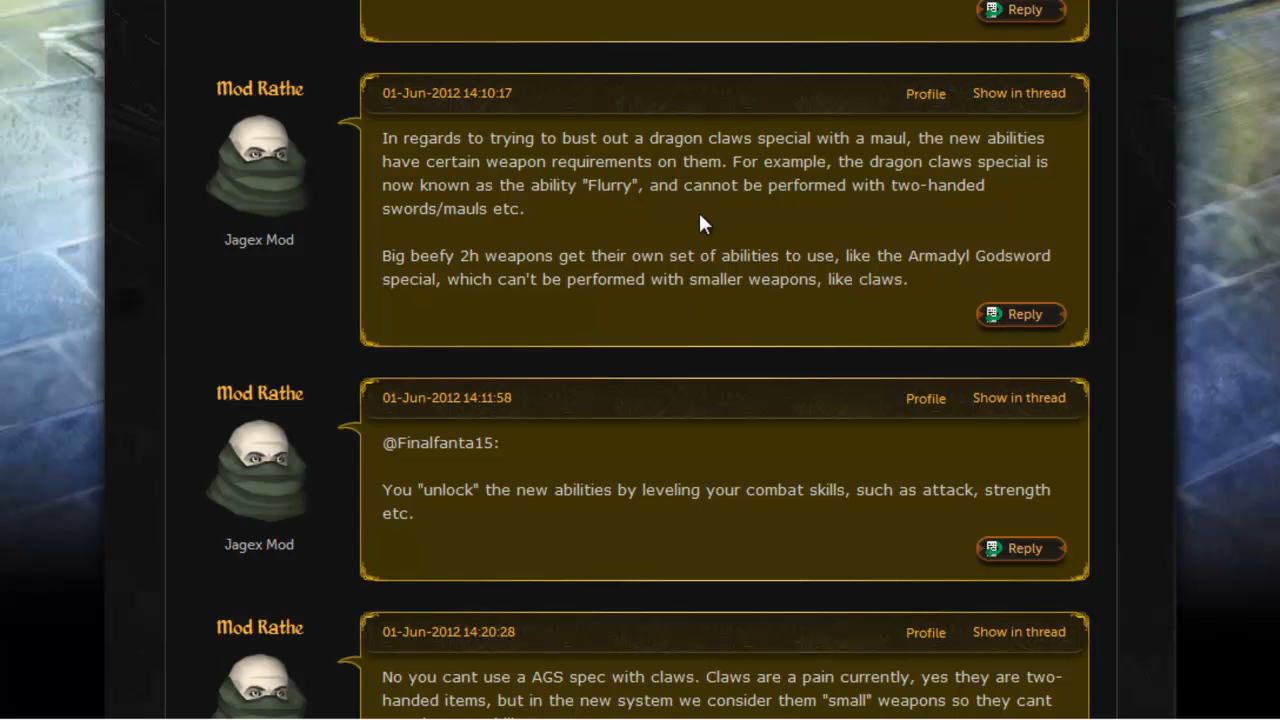 Reply
Mod Rathe
01-Jun-2012 14:10:17
Profile
Show in thread
In regards to trying to bust out a dragon claws special with a maul, the new abilities
have certain weapon requirements on them. For example, the dragon claws special is
now known as the ability "Flurry", and cannot be performed with two-handed
swords/mauls etc.
Jagex Mod
Big beefy 2h weapons get their own set of abilities to use, like the Armadyl Godsword
special, which can't be performed with smaller weapons, like claws.
Reply
Mod Rathe
01-Jun-2012 14:11:58
Profile
Show in thread
@Finalfanta15:
You "unlock" the new abilities by leveling your combat skills, such as attack, strength
etc.
Jagex Mod
Reply
Mod Rathe
01-Jun-2012 14:20:28
Profile
Show in thread
No you cant use a AGS spec with claws. Claws are a pain currently, yes they are two-
handed items, but in the new system we consider them "small" weapons so they cant